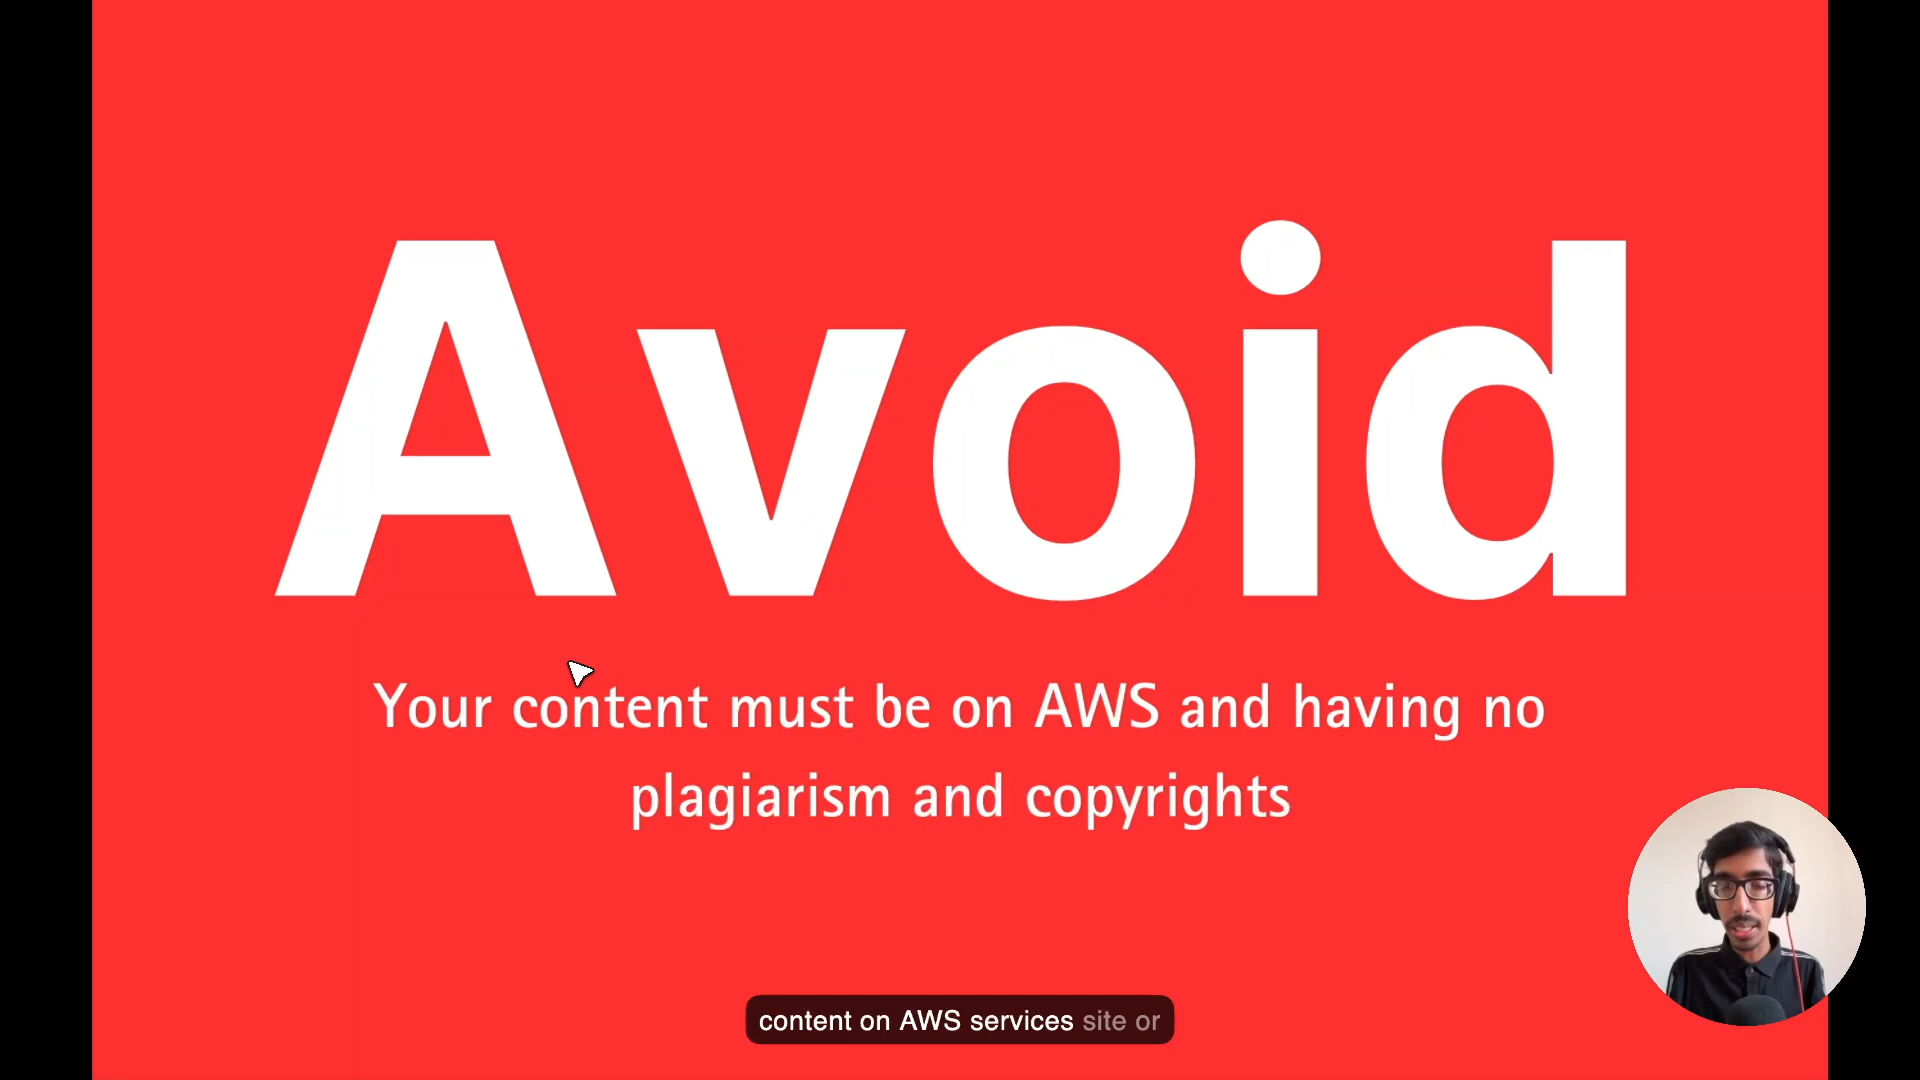 Avoid
Your content must be on AWS and having no
plagiarism and copyrights
content on AWS services site or